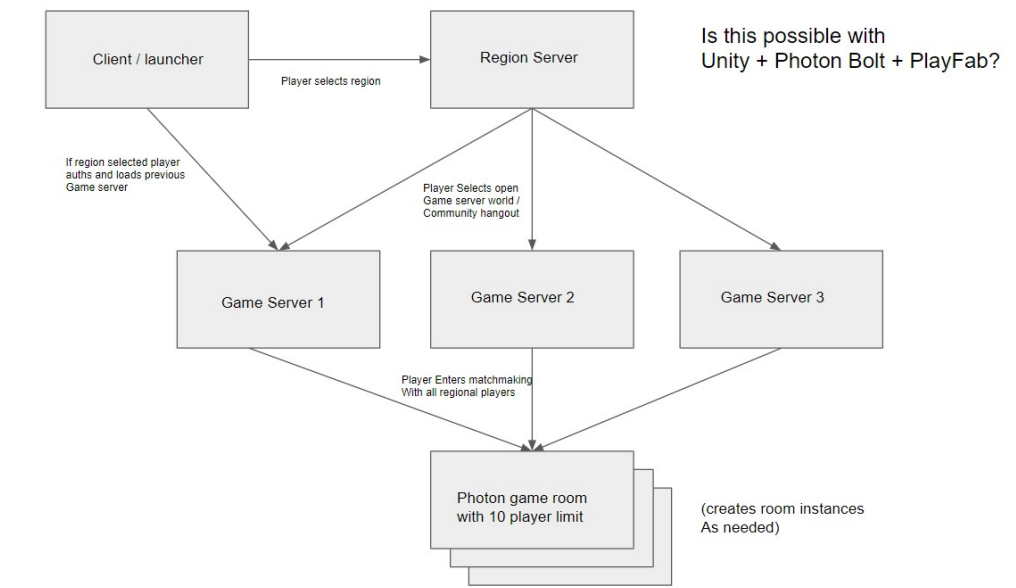 Is this possible with
Unity + Photon Bolt + PlayFab?
Client / launcher
Region Server
Player selects region
If region selected player
auths and loads previous
Game server
Player Selects open
Game server world /
Community hangout
Game Server 1
Game Server 2
Game Server 3
Player Enters matchmaking
With all regional players
Photon game room
with 10 player limit
(creates room instances
As needed)